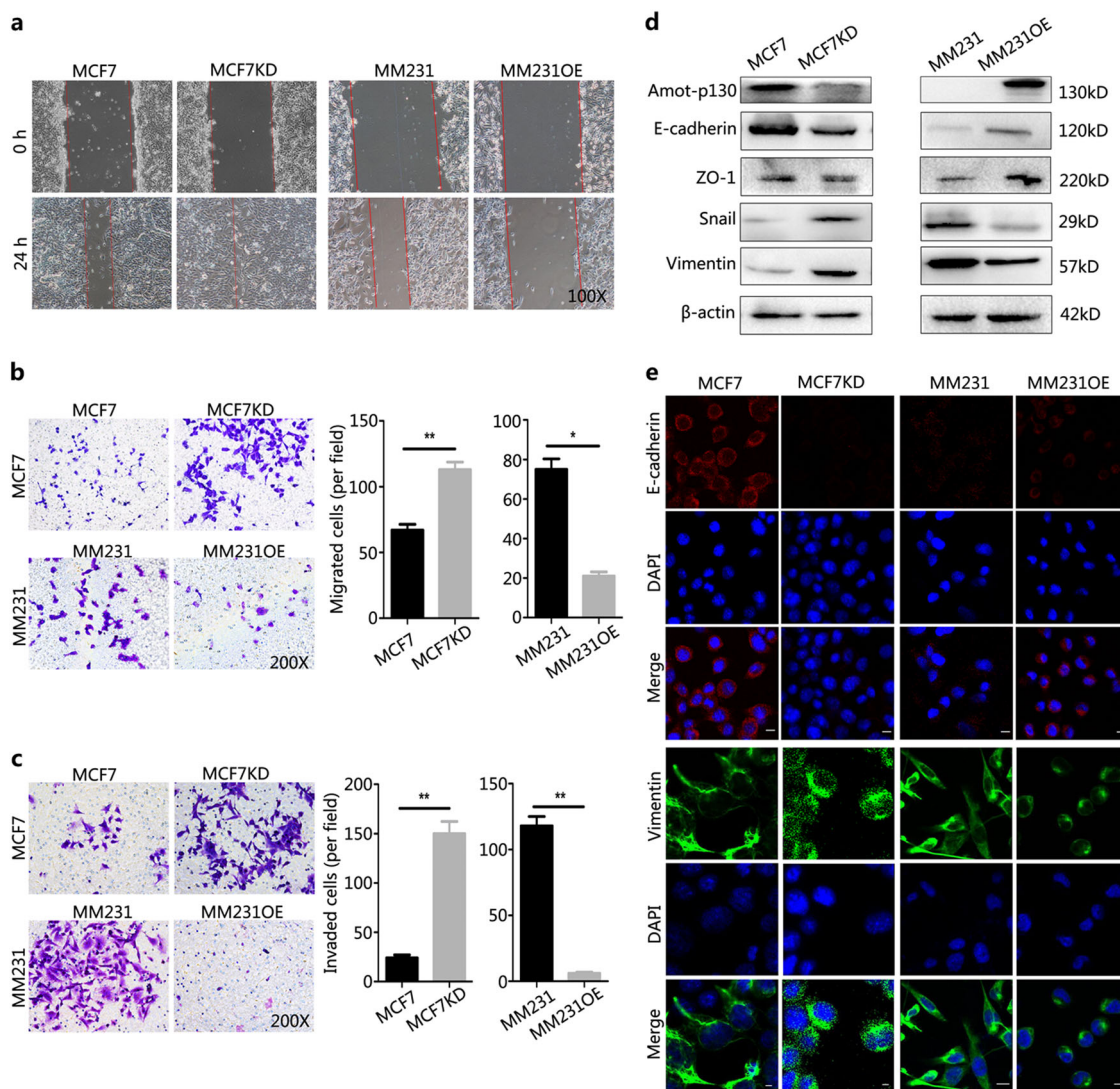 a
MCF7 MCF7KD MM231 MM231OE
0 h
24 h
100X
b
MCF7 MCF7KD
MCF7
MM231 MM231OE
MM231
200X
Migrated cells (per field)
150
100
50
0
**
MCF7 MCF7KD
100
80
60
40
20
0
*
MM231 MM231OE
c
MCF7 MCF7KD
MCF7
MM231 MM231OE
MM231
200X
Invaded cells (per field)
200
150
100
50
0
**
MCF7 MCF7KD
150
100
50
0
**
MM231 MM231OE
d
MCF7 MCF7KD MM231 MM231OE
Amot-p130 130kD
E-cadherin 120kD
ZO-1 220kD
Snail 29kD
Vimentin 57kD
β-actin 42kD
e
MCF7 MCF7KD MM231 MM231OE
E-cadherin
DAPI
Merge
Vimentin
DAPI
Merge